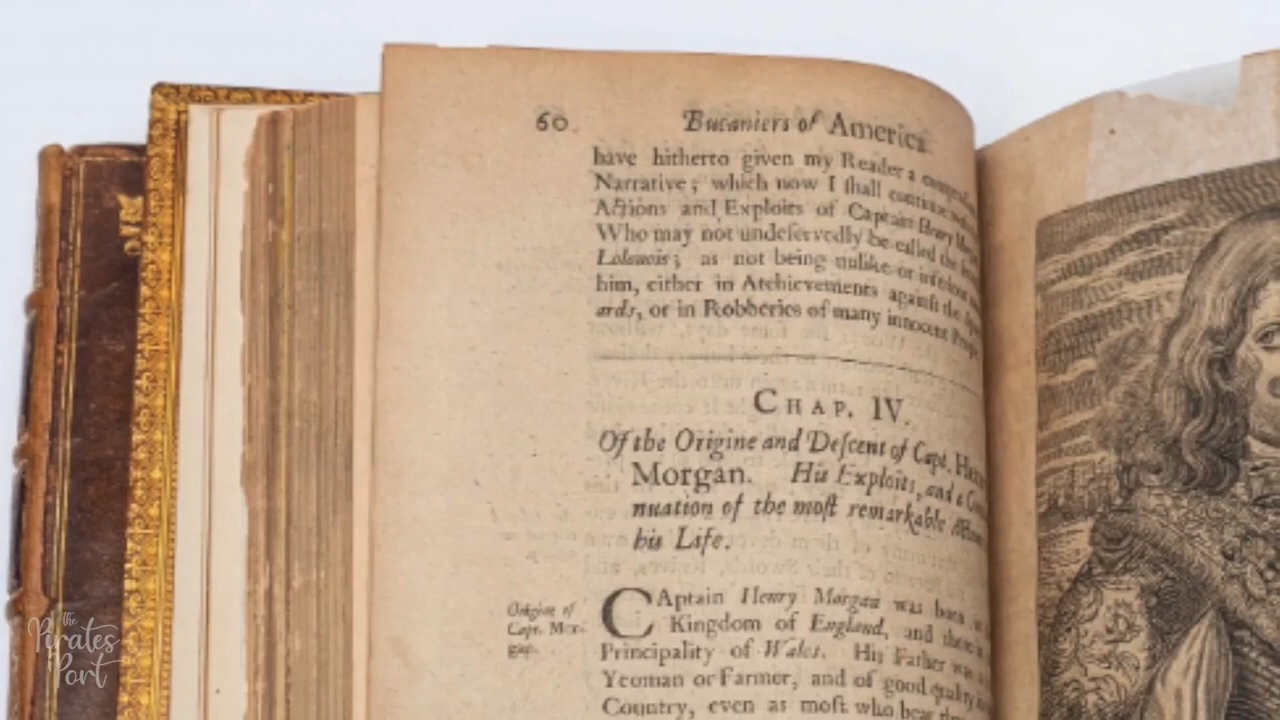 60
Bucaniers of America
have hitherto given my Reader a
Narrative; which now I ſhall continue
Actions and Exploits of Captain Henry
Who may not undeſervedly be called the
Lolonois; as not being unlike or inferiour
him, either in Atchievements againſt the
ards, or in Robberies of many innocent
CHAP. IV.
Of the Origine and Deſcent of Capt.
Morgan. His Exploits, and a
nuation of the moſt remarkable
his Life.
Origine of
Capt. Mor-
gan.
CAptain Henry Morgan was born
Kingdom of England, and
Principality of Wales. His Father was
Yeoman or Farmer, and of good quality
Country, even as moſt who bear
the
Pirates
Port